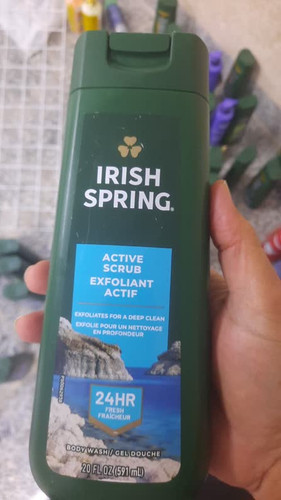 IRISH
SPRING®
ACTIVE
SCRUB
EXFOLIANT
ACTIF
EXFOLIATES FOR A DEEP CLEAN
EXFOLIE POUR UN NETTOYAGE
EN PROFONDEUR
24HR
FRESH
FRAÎCHEUR
BODY WASH / GEL DOUCHE
20 FL OZ (591 mL)